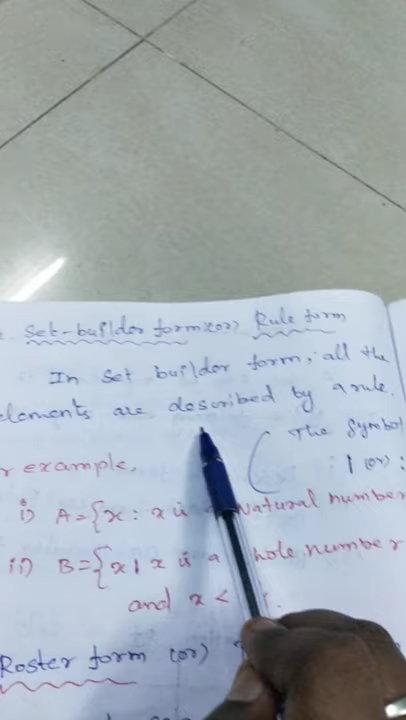 Set-builder form (or) Rule form
In Set builder form, all the
elements are described by a rule.
The Symbol
| (or) :
example,
i) A={x : x is Natural number
ii) B={x | x is a whole number
and x <
Roster form (or)